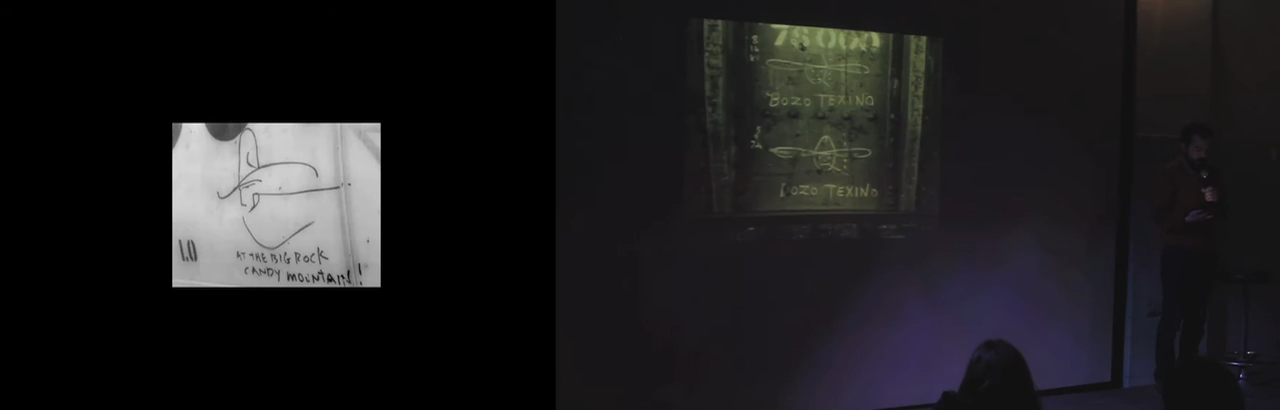 1.0
AT THE BIG ROCK
CANDY MOUNTAIN!
BOZO TEXINO
BOZO TEXINO